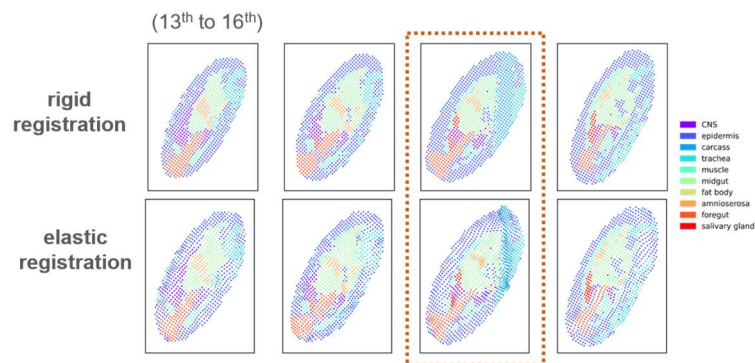 (13th to 16th)
rigid
registration
elastic
registration
CNS
epidermis
carcass
trachea
muscle
midgut
fat body
amnioserosa
foregut
salivary gland